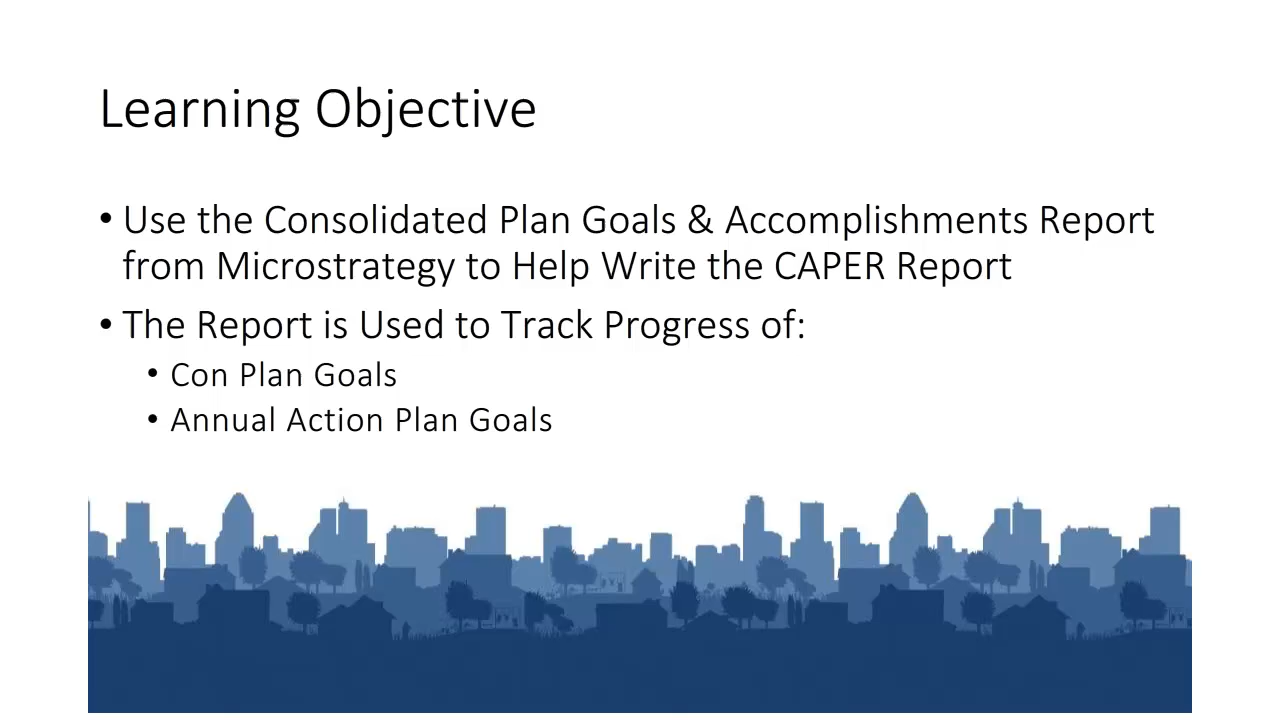 Learning Objective
• Use the Consolidated Plan Goals & Accomplishments Report
from Microstrategy to Help Write the CAPER Report
• The Report is Used to Track Progress of:
• Con Plan Goals
• Annual Action Plan Goals